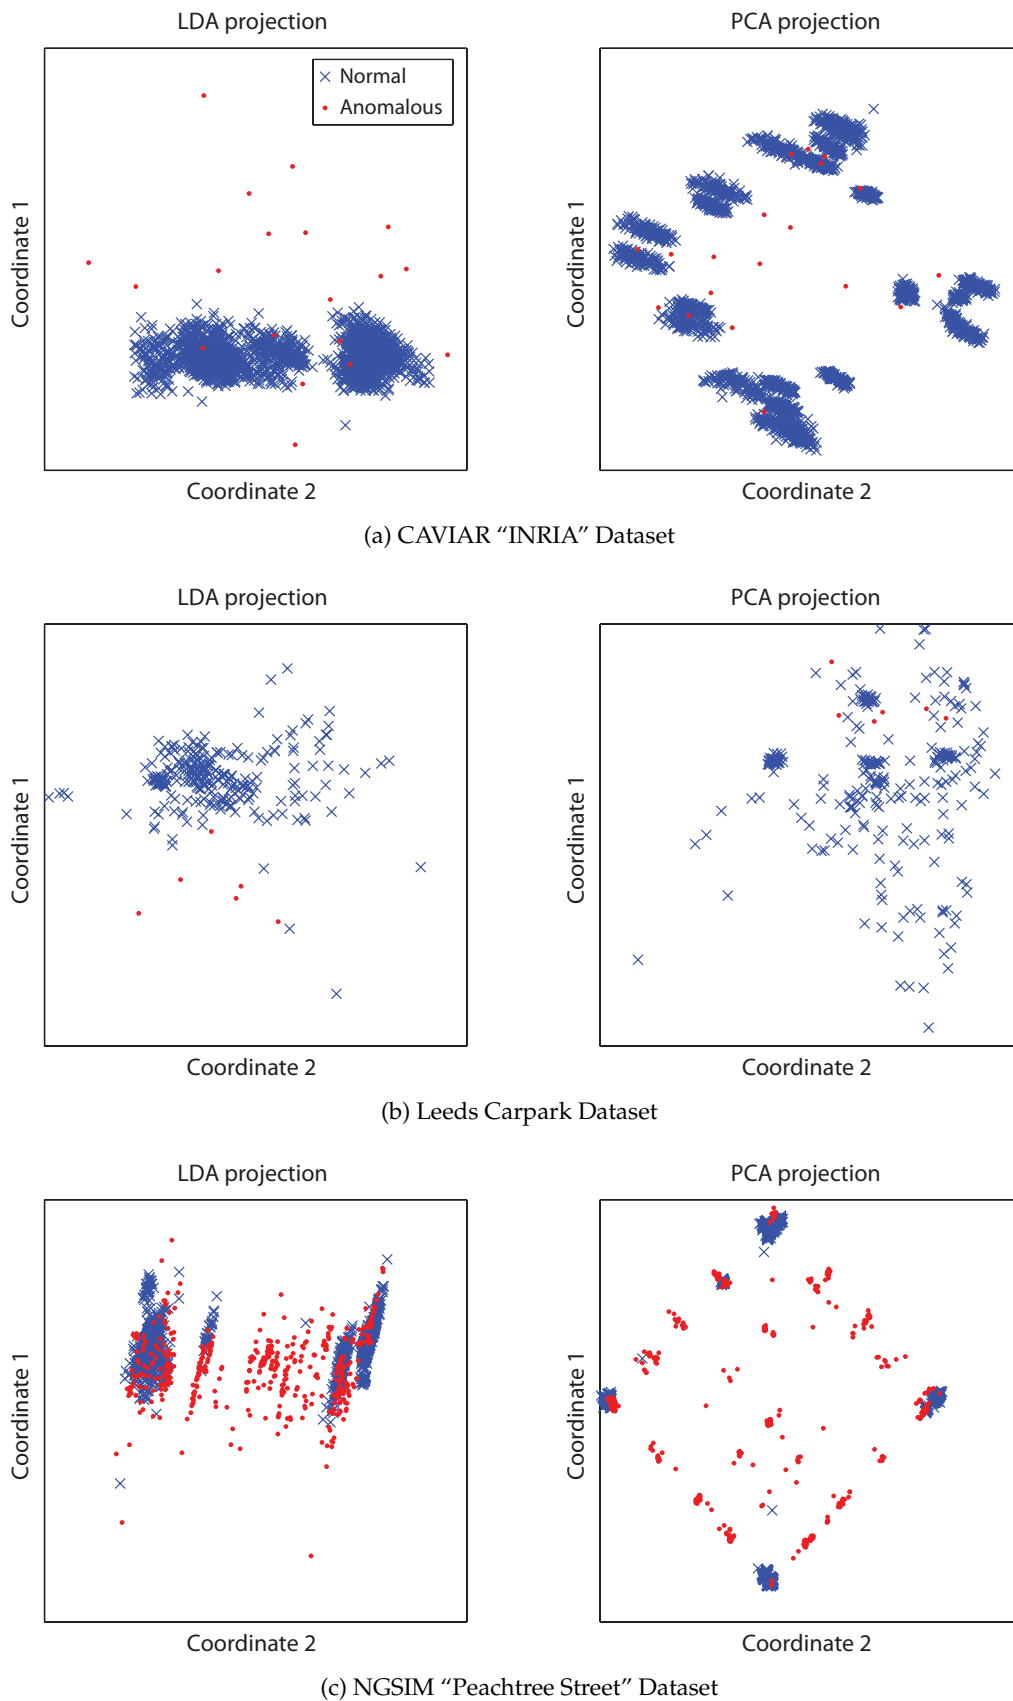 LDA projection
PCA projection
Normal
Anomalous
Coordinate 1
Coordinate 1
Coordinate 2
Coordinate 2
(a) CAVIAR “INRIA” Dataset
LDA projection
PCA projection
Coordinate 1
Coordinate 1
Coordinate 2
Coordinate 2
(b) Leeds Carpark Dataset
LDA projection
PCA projection
Coordinate 1
Coordinate 1
Coordinate 2
Coordinate 2
(c) NGSIM “Peachtree Street” Dataset